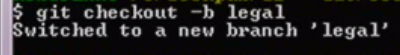 $ git checkout -b legal
Switched to a new branch 'legal'